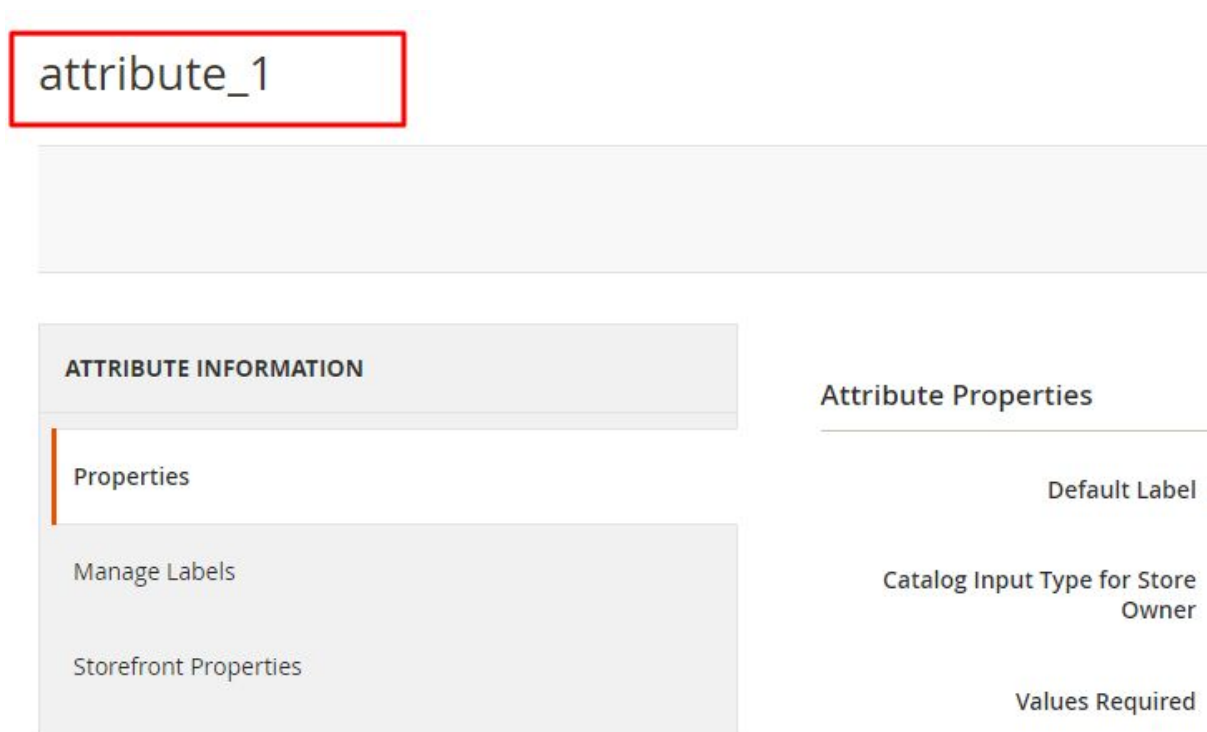 attribute_1
ATTRIBUTE INFORMATION
Properties
Manage Labels
Storefront Properties
Attribute Properties
Default Label
Catalog Input Type for Store
Owner
Values Required